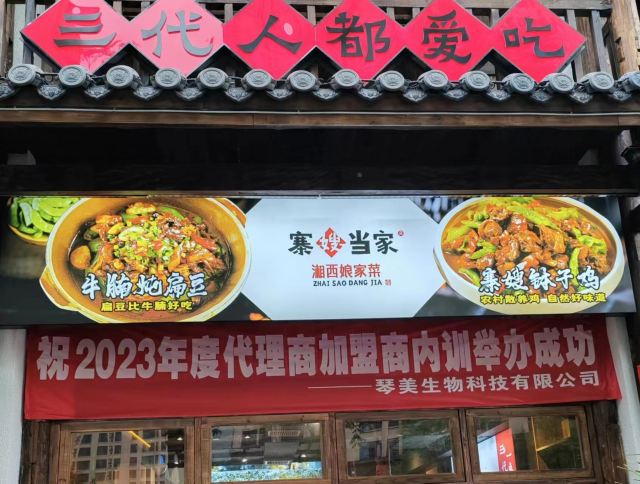 三代人都爱吃
牛腩炖扁豆
扁豆比牛腩好吃
寨嫂当家
湘西娘家菜
ZHAI SAO DANG JIA
寨嫂钵子鸡
农村散养鸡 自然好味道
祝2023年度代理商加盟商内训举办成功
——琴美生物科技有限公司